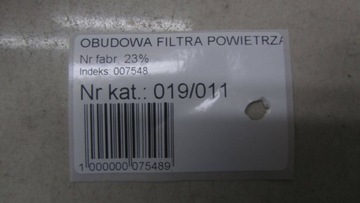 OBUDOWA FILTRA POWIETRZA
Nr fabr. 23%
Indeks: 007548
Nr kat.: 019/011
1 000000 075489